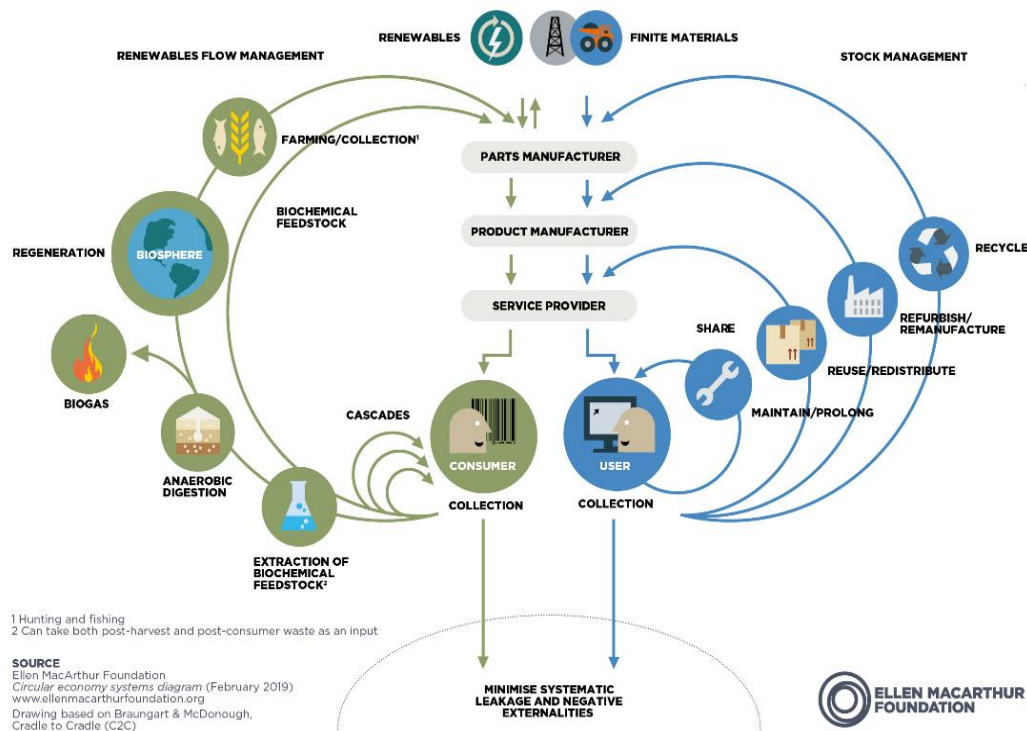 RENEWABLES
FINITE MATERIALS
RENEWABLES FLOW MANAGEMENT
STOCK MANAGEMENT
FARMING/COLLECTION¹
PARTS MANUFACTURER
BIOCHEMICAL
FEEDSTOCK
PRODUCT MANUFACTURER
REGENERATION
BIOSPHERE
RECYCLE
SERVICE PROVIDER
SHARE
REFURBISH/
REMANUFACTURE
REUSE/REDISTRIBUTE
BIOGAS
CASCADES
MAINTAIN/PROLONG
CONSUMER
USER
ANAEROBIC
DIGESTION
COLLECTION
COLLECTION
EXTRACTION OF
BIOCHEMICAL
FEEDSTOCK²
1 Hunting and fishing
2 Can take both post-harvest and post-consumer waste as an input
SOURCE
Ellen MacArthur Foundation
Circular economy systems diagram (February 2019)
www.ellenmacarthurfoundation.org
Drawing based on Braungart & McDonough,
Cradle to Cradle (C2C)
MINIMISE SYSTEMATIC
LEAKAGE AND NEGATIVE
EXTERNALITIES
ELLEN MACARTHUR
FOUNDATION